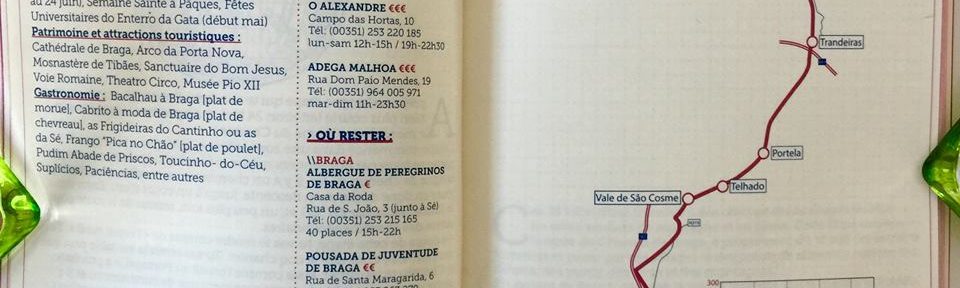 au 24 juin), Semaine Sainte à Pâques, Fêtes
Universitaires do Enterro da Gata (début mai)
Patrimoine et attractions touristiques :
Cathédrale de Braga, Arco da Porta Nova,
Mosnastère de Tibães, Sanctuaire do Bom Jesus,
Voie Romaine, Theatro Circo, Musée Pio XII
Gastronomie : Bacalhau à Braga [plat de
morue], Cabrito à moda de Braga [plat de
chevreau], as Frigideiras do Cantinho ou as
da Sé, Frango "Pica no Chão" [plat de poulet],
Pudim Abade de Priscos, Toucinho- do-Céu,
Suplícios, Paciências, entre autres
O ALEXANDRE €€€
Campo das Hortas, 10
Tél: (00351) 253 220 185
lun-sam 12h-15h / 19h-22h30
ADEGA MALHOA €€€
Rua Dom Paio Mendes, 19
Tél: (00351) 964 005 971
mar-dim 11h-23h30
› OÙ RESTER :
\\BRAGA
ALBERGUE DE PEREGRINOS
DE BRAGA €
Casa da Roda
Rua de S. João, 3 (junto à Sé)
Tél: (00351) 253 215 165
40 places / 15h-22h
POUSADA DE JUVENTUDE
DE BRAGA €€
Rua de Santa Maragarida, 6
Trandeiras
Portela
Telhado
Vale de São Cosme
300